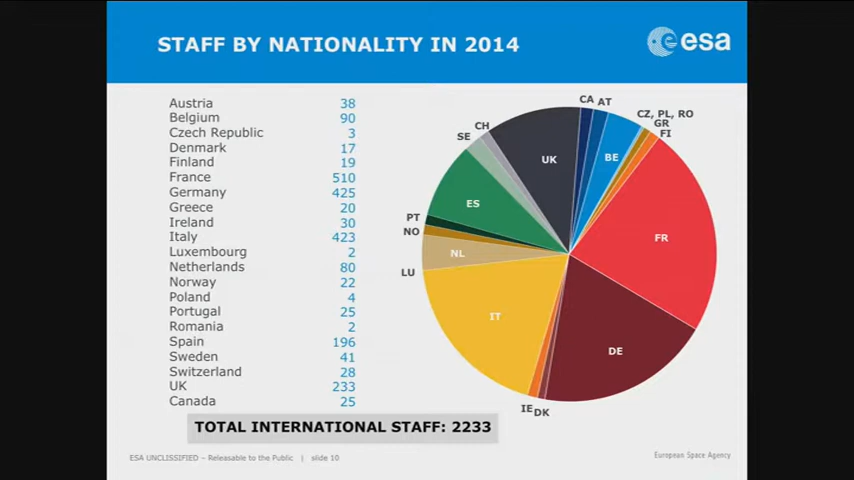 STAFF BY NATIONALITY IN 2014
esa
Austria 38
Belgium 90
Czech Republic 3
Denmark 17
Finland 19
France 510
Germany 425
Greece 20
Ireland 30
Italy 423
Luxembourg 2
Netherlands 80
Norway 22
Poland 4
Portugal 25
Romania 2
Spain 196
Sweden 41
Switzerland 28
UK 233
Canada 25
TOTAL INTERNATIONAL STAFF: 2233
CA
AT
CZ, PL, RO
GR
FI
BE
FR
DE
DK
IE
IT
LU
NL
NO
PT
ES
SE
CH
UK
ESA UNCLASSIFIED – Releasable to the Public | slide 10
European Space Agency